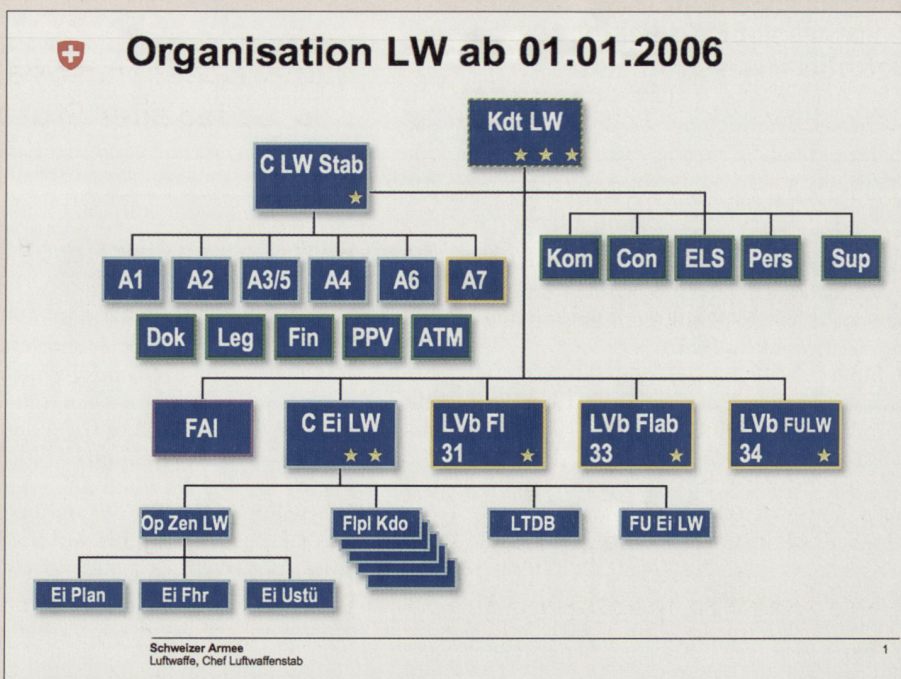 Organisation LW ab 01.01.2006
Kdt LW
C LW Stab
A1 A2 A3/5 A4 A6 A7
Kom Con ELS Pers Sup
Dok Leg Fin PPV ATM
FAI
C Ei LW
LVb Fl
31
LVb Flab
33
LVb FULW
34
Op Zen LW
Flpl Kdo
LTDB
FU Ei LW
Ei Plan
Ei Fhr
Ei Ustü
Schweizer Armee
Luftwaffe, Chef Luftwaffenstab
1